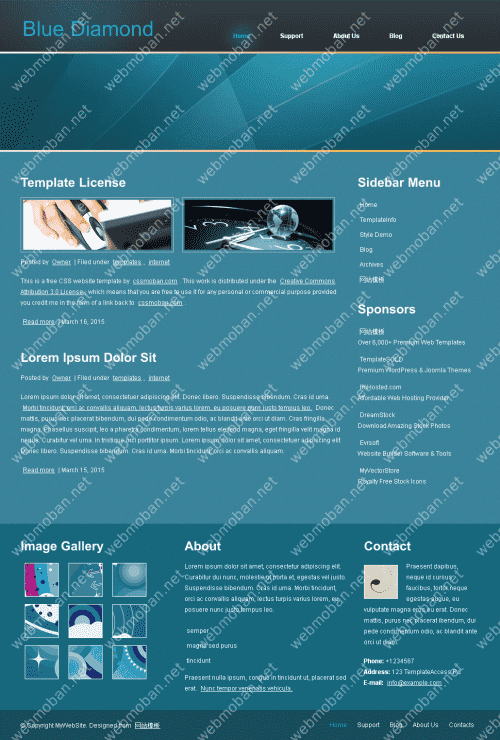 Blue Diamond
Home Support About Us Blog Contact Us
Template License
Posted by Owner | Filed under templates , internet
This is a free CSS website template by cssmoban.com. This work is distributed under the Creative Commons
Attribution 3.0 License , which means that you are free to use it for any personal or commercial purpose provided
you credit me in the form of a link back to cssmoban.com .
Read more | March 16, 2015
Lorem Ipsum Dolor Sit
Posted by Owner | Filed under templates , internet
Lorem ipsum dolor sit amet, consectetuer adipiscing elit. Donec libero. Suspendisse bibendum. Cras id urna.
Morbi tincidunt, orci ac convallis aliquam, lectus turpis varius lorem, eu posuere nunc justo tempus leo. Donec
mattis, purus nec placerat bibendum, dui pede condimentum odio, ac blandit ante orci ut diam. Cras fringilla
magna. Phasellus suscipit, leo a pharetra condimentum, lorem tellus eleifend magna, eget fringilla velit magna id
neque. Curabitur vel urna. In tristique orci porttitor ipsum. Lorem ipsum dolor sit amet, consectetuer adipiscing elit.
Donec libero. Suspendisse bibendum. Cras id urna. Morbi tincidunt, orci ac convallis aliquam.
Read more | March 15, 2015
Sidebar Menu
Home
TemplateInfo
Style Demo
Blog
Archives
网站模板
Sponsors
网站模板
Over 6,000+ Premium Web Templates
TemplateSOLD
Premium WordPress & Joomla Themes
ImHosted.com
Affordable Web Hosting Provider
DreamStock
Download Amazing Stock Photos
Evrsoft
Website Builder Software & Tools
MyVectorStore
Royalty Free Stock Icons
Image Gallery
About
Lorem ipsum dolor sit amet, consectetur adipiscing elit.
Curabitur dui nunc, molestie ut porta et, egestas vel justo.
Suspendisse bibendum. Cras id urna. Morbi tincidunt,
orci ac convallis aliquam, lectus turpis varius lorem, eu
posuere nunc justo tempus leo.
semper
magna sed purus
tincidunt
Praesent nulla ipsum, congue in tincidunt ut, placerat sed
erat. Nunc tempor venenatis vehicula.
Contact
Praesent dapibus,
neque id cursus
faucibus, tortor neque
egestas augue, eu
vulputate magna eros eu erat. Donec
mattis, purus nec placerat bibendum, dui
pede condimentum odio, ac blandit ante
orci ut diam.
Phone: +1234567
Address: 123 TemplateAccess Rd
E-mail: info@example.com
© Copyright MyWebSite. Designed from 网站模板
Home Support Blog About Us Contacts
webmoban.net